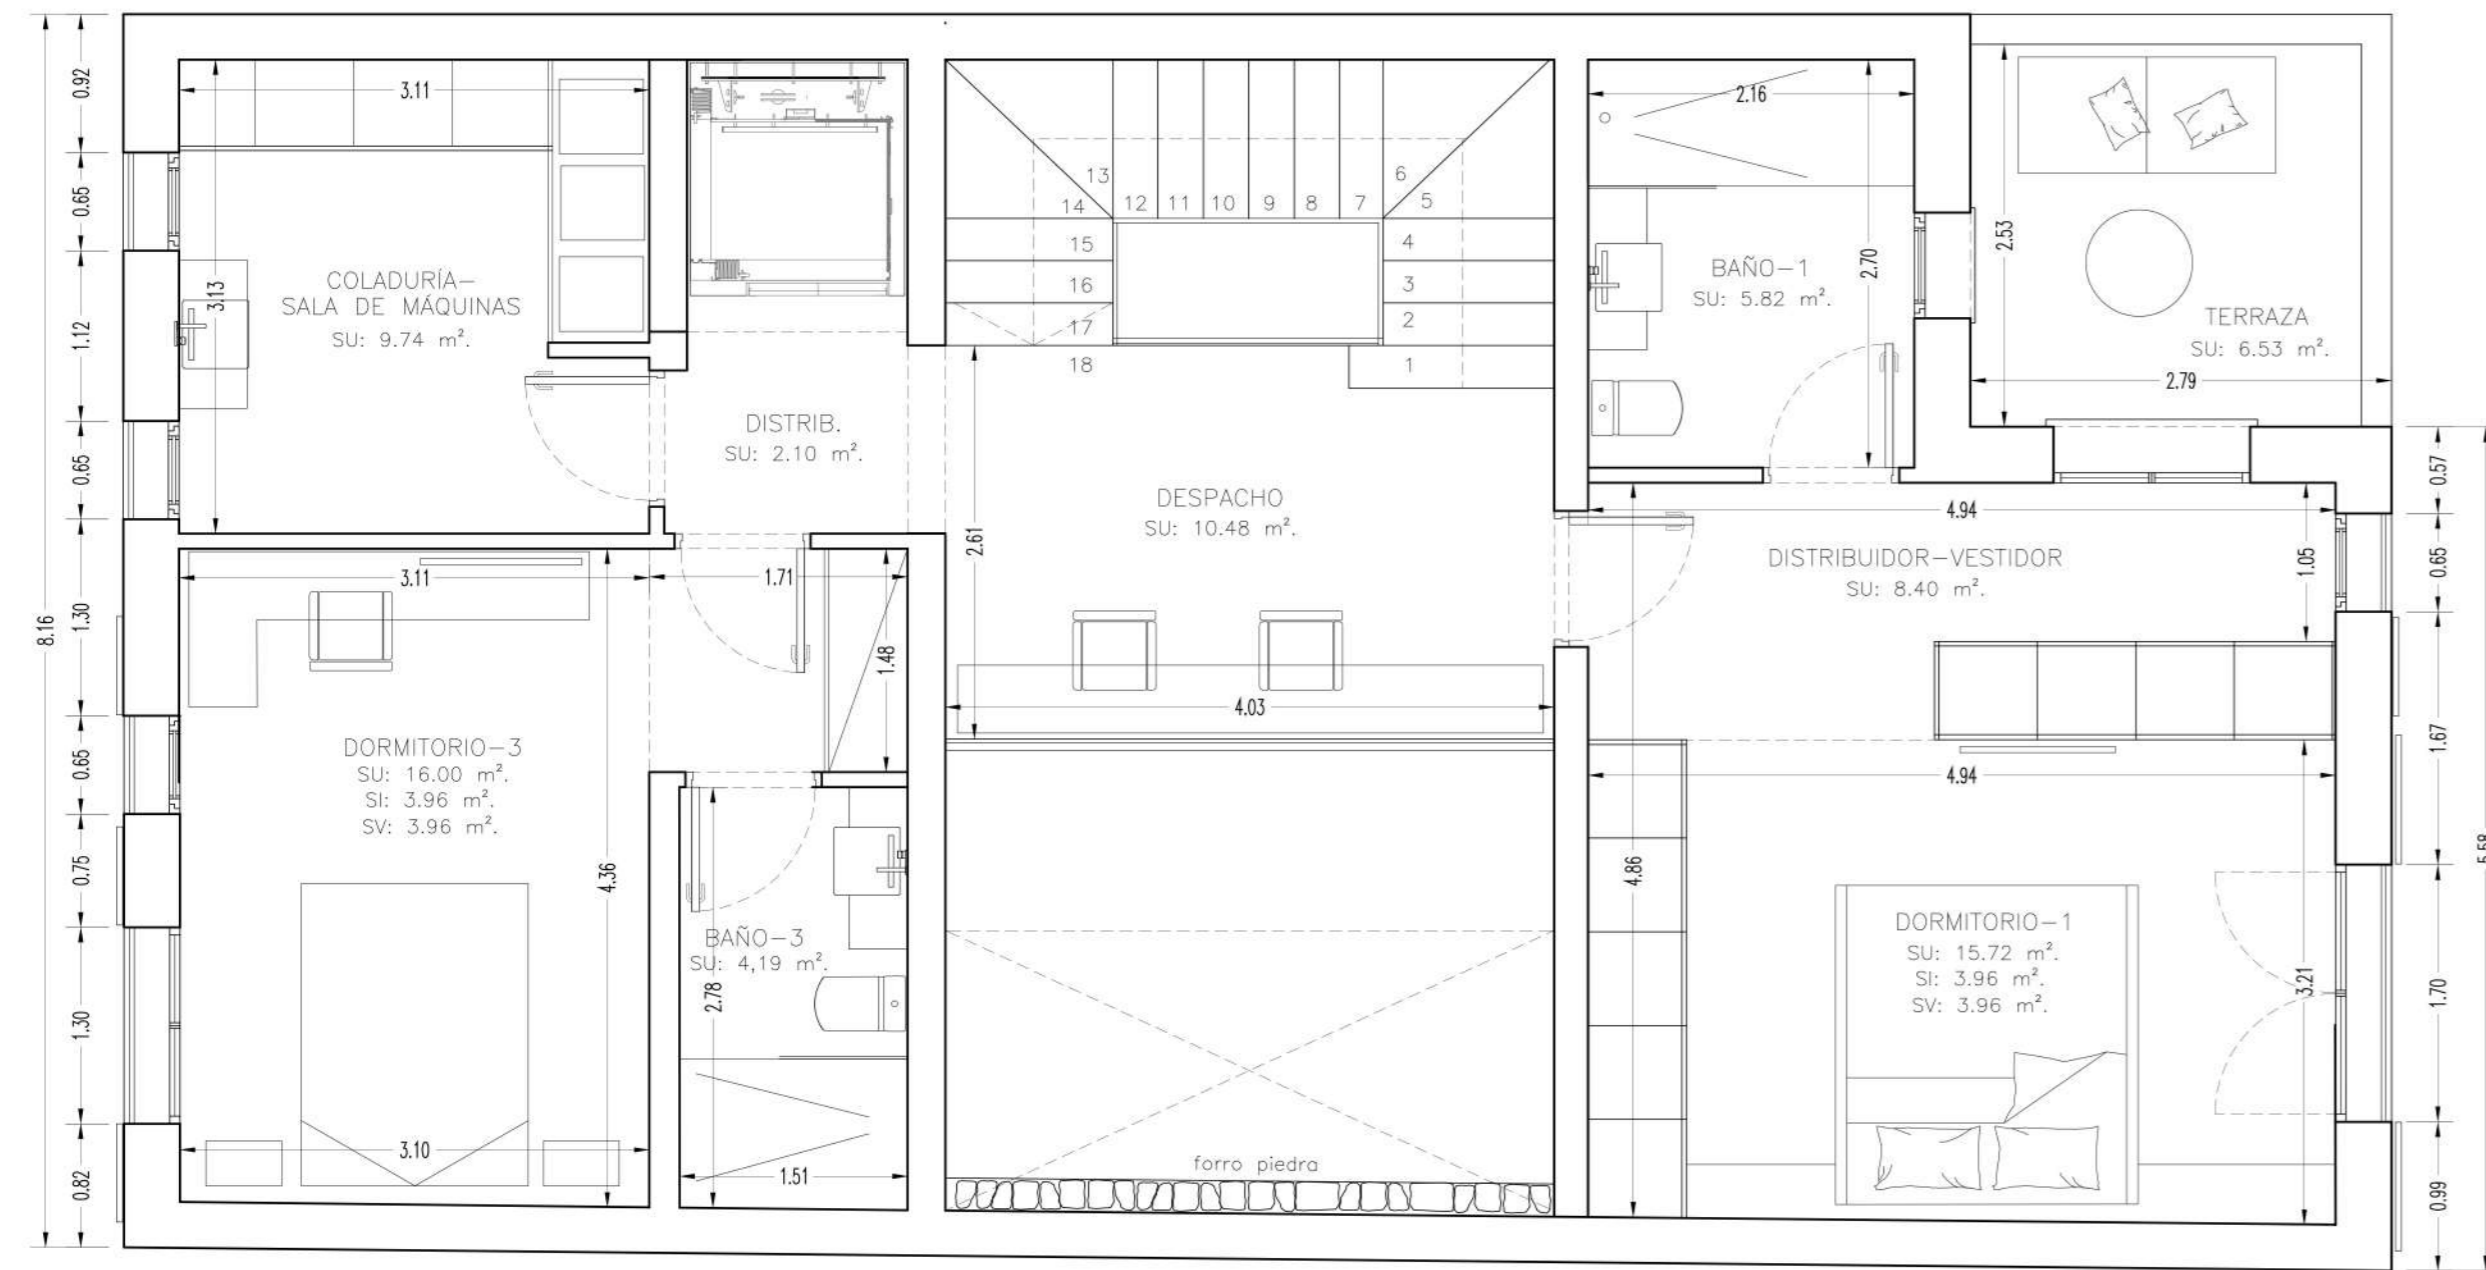 COLADURÍA-
SALA DE MÁQUINAS
SU: 9.74 m².
3.11
3.13
DISTRIB.
SU: 2.10 m².
13
14
15
16
17
18
12
11
10
9
8
7
6
5
4
3
2
1
DESPACHO
SU: 10.48 m².
2.61
4.03
BAÑO-1
SU: 5.82 m².
2.16
2.70
TERRAZA
SU: 6.53 m².
2.53
2.79
DISTRIBUIDOR-VESTIDOR
SU: 8.40 m².
4.94
1.05
DORMITORIO-3
SU: 16.00 m².
SI: 3.96 m².
SV: 3.96 m².
3.11
1.71
1.48
4.36
3.10
BAÑO-3
SU: 4,19 m².
2.78
1.51
forro piedra
DORMITORIO-1
SU: 15.72 m².
SI: 3.96 m².
SV: 3.96 m².
4.94
4.86
3.21
8.16
0.92
0.65
1.12
0.65
1.30
0.65
0.75
1.30
0.82
0.57
0.65
1.67
1.70
0.99
5.58